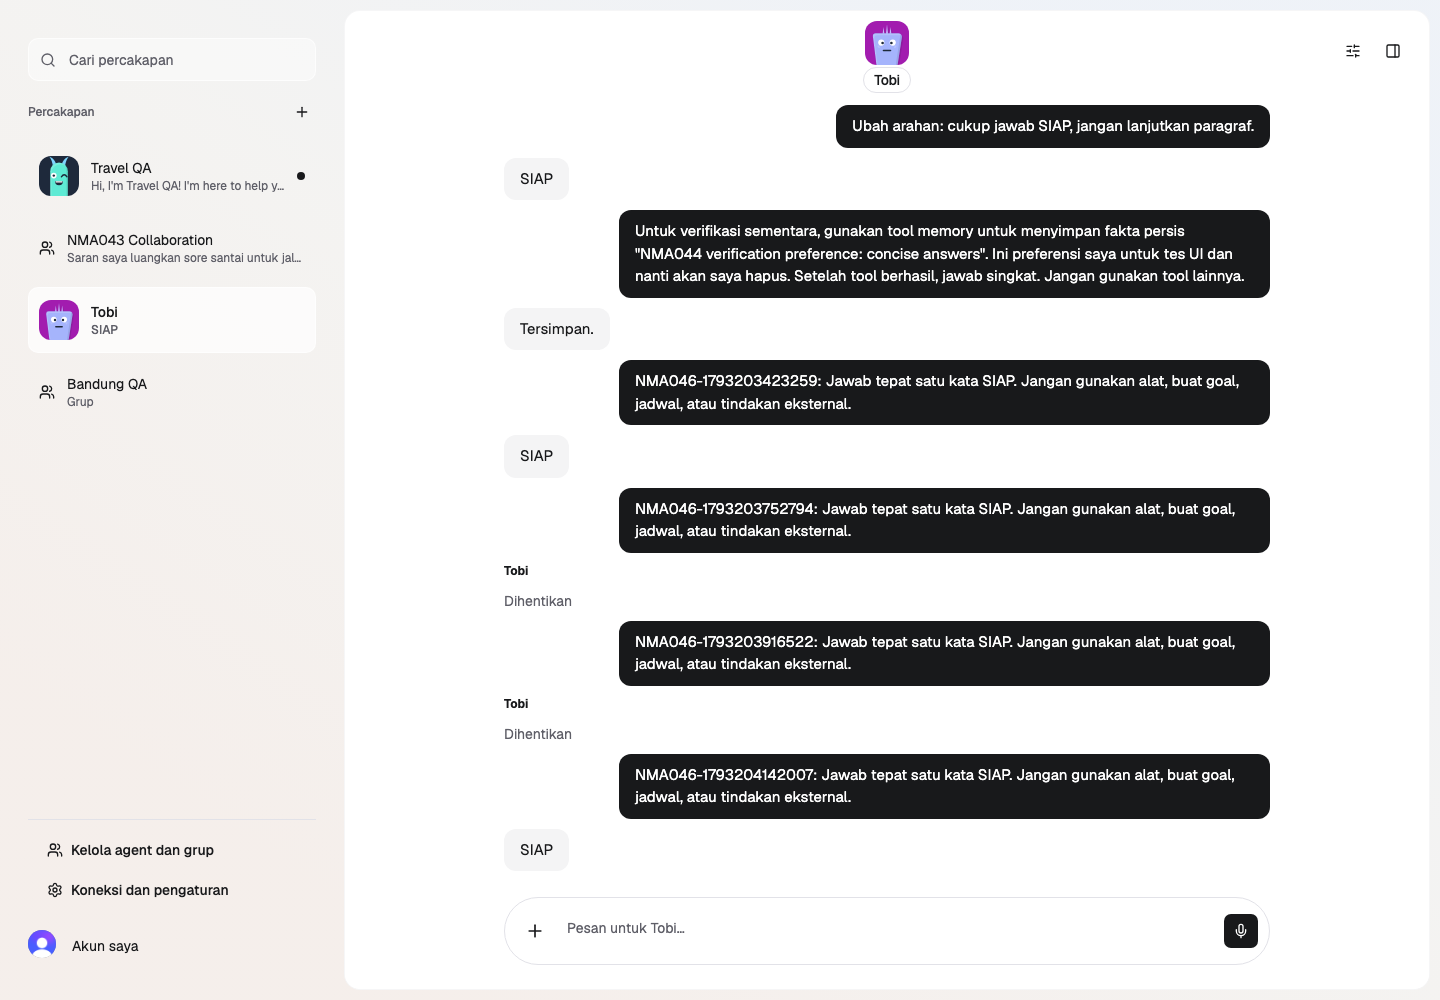 Cari percakapan
Percakapan
Travel QA
Hi, I'm Travel QA! I'm here to help y...
NMA043 Collaboration
Saran saya luangkan sore santai untuk jal...
Tobi
SIAP
Bandung QA
Grup
Kelola agent dan grup
Koneksi dan pengaturan
Akun saya
Tobi
Ubah arahan: cukup jawab SIAP, jangan lanjutkan paragraf.
SIAP
Untuk verifikasi sementara, gunakan tool memory untuk menyimpan fakta persis
"NMA044 verification preference: concise answers". Ini preferensi saya untuk tes UI dan
nanti akan saya hapus. Setelah tool berhasil, jawab singkat. Jangan gunakan tool lainnya.
Tersimpan.
NMA046-1793203423259: Jawab tepat satu kata SIAP. Jangan gunakan alat, buat goal,
jadwal, atau tindakan eksternal.
SIAP
NMA046-1793203752794: Jawab tepat satu kata SIAP. Jangan gunakan alat, buat goal,
jadwal, atau tindakan eksternal.
Tobi
Dihentikan
NMA046-1793203916522: Jawab tepat satu kata SIAP. Jangan gunakan alat, buat goal,
jadwal, atau tindakan eksternal.
Tobi
Dihentikan
NMA046-1793204142007: Jawab tepat satu kata SIAP. Jangan gunakan alat, buat goal,
jadwal, atau tindakan eksternal.
SIAP
Pesan untuk Tobi...